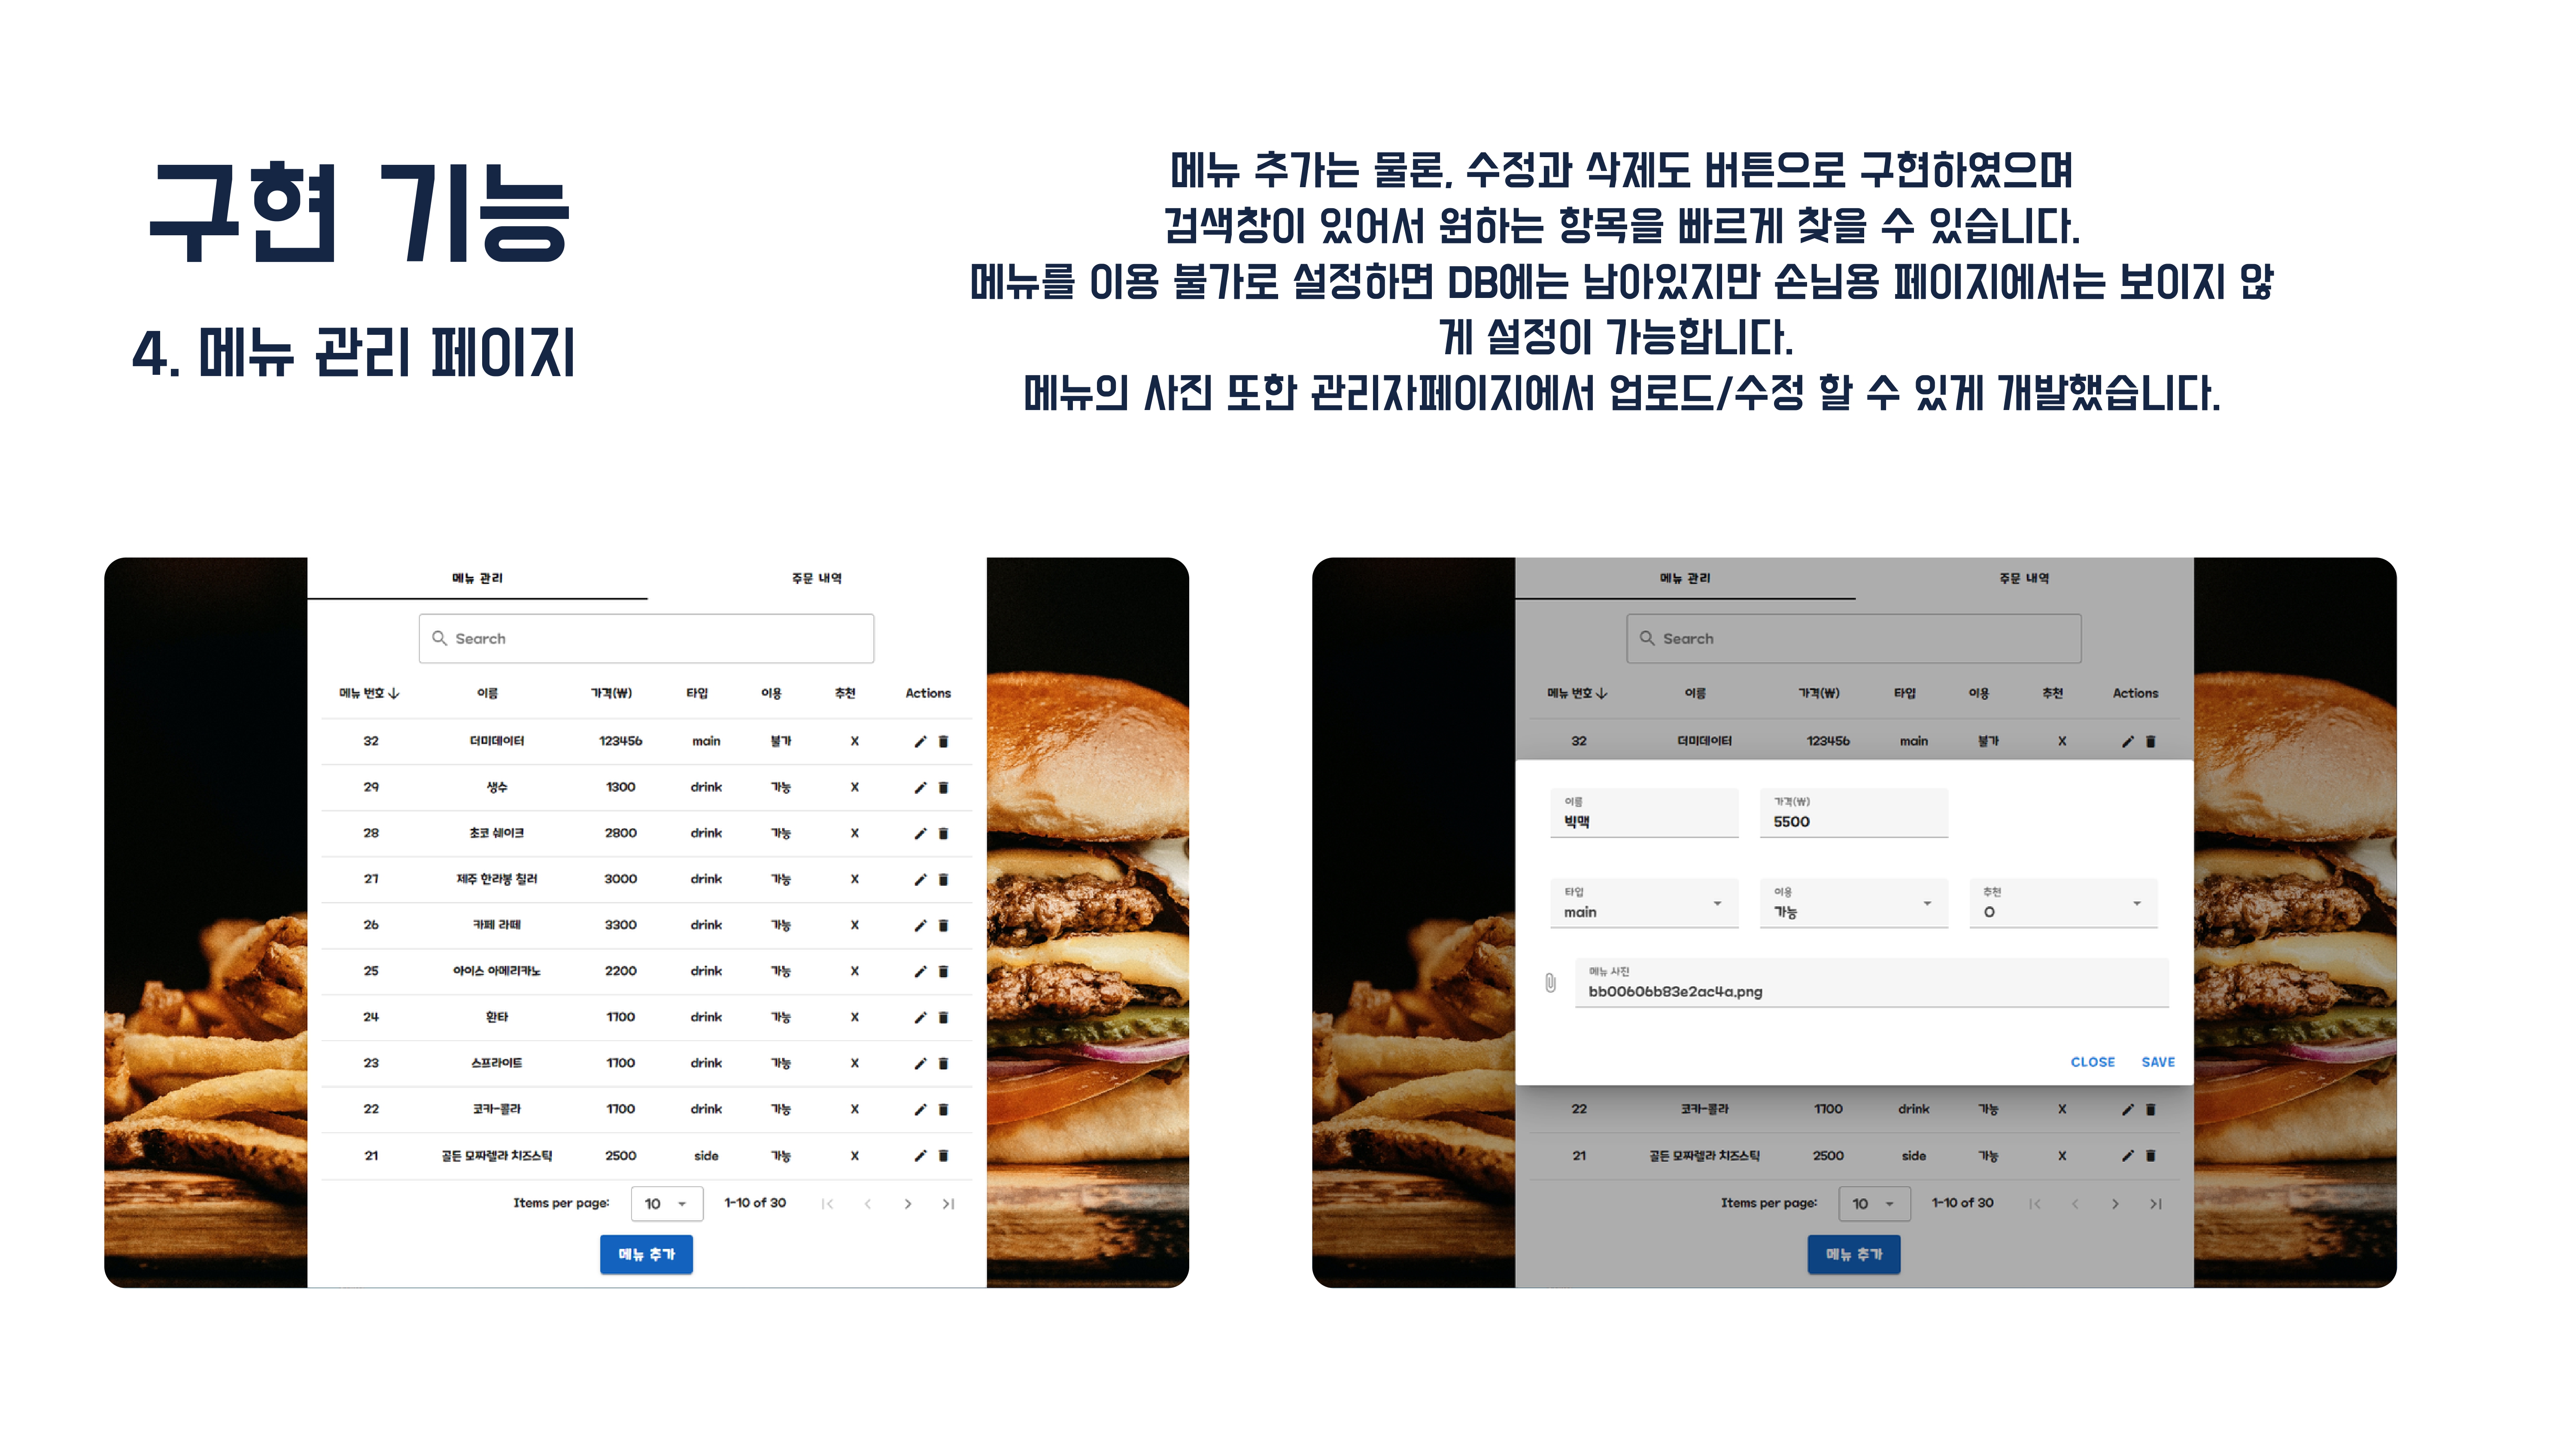 구현 기능
4. 메뉴 관리 페이지
메뉴 추가는 물론, 수정과 삭제도 버튼으로 구현하였으며
검색창이 있어서 원하는 항목을 빠르게 찾을 수 있습니다.
메뉴를 이용 불가로 설정하면 DB에는 남아있지만 손님용 페이지에서는 보이지 않
게 설정이 가능합니다.
메뉴의 사진 또한 관리자페이지에서 업로드/수정 할 수 있게 개발했습니다.
메뉴 관리 주문 내역
Search
메뉴 번호 이름 가격(₩) 타입 이용 추천 Actions
32 더미데이터 123456 main 불가 X
29 생수 1300 drink 가능 X
28 초코 쉐이크 2800 drink 가능 X
27 제주 한라봉 칠러 3000 drink 가능 X
26 카페 라떼 3300 drink 가능 X
25 아이스 아메리카노 2200 drink 가능 X
24 환타 1700 drink 가능 X
23 스프라이트 1700 drink 가능 X
22 코카-콜라 1700 drink 가능 X
21 골든 모짜렐라 치즈스틱 2500 side 가능 X
Items per page: 10 1-10 of 30
메뉴 추가
메뉴 관리 주문 내역
Search
메뉴 번호 이름 가격(₩) 타입 이용 추천 Actions
32 더미데이터 123456 main 불가 X
이름 가격(₩)
빅맥 5500
타입 이용 추천
main 가능 O
메뉴 사진
bb00606b83e2ac4a.png
CLOSE SAVE
22 코카-콜라 1700 drink 가능 X
21 골든 모짜렐라 치즈스틱 2500 side 가능 X
Items per page: 10 1-10 of 30
메뉴 추가